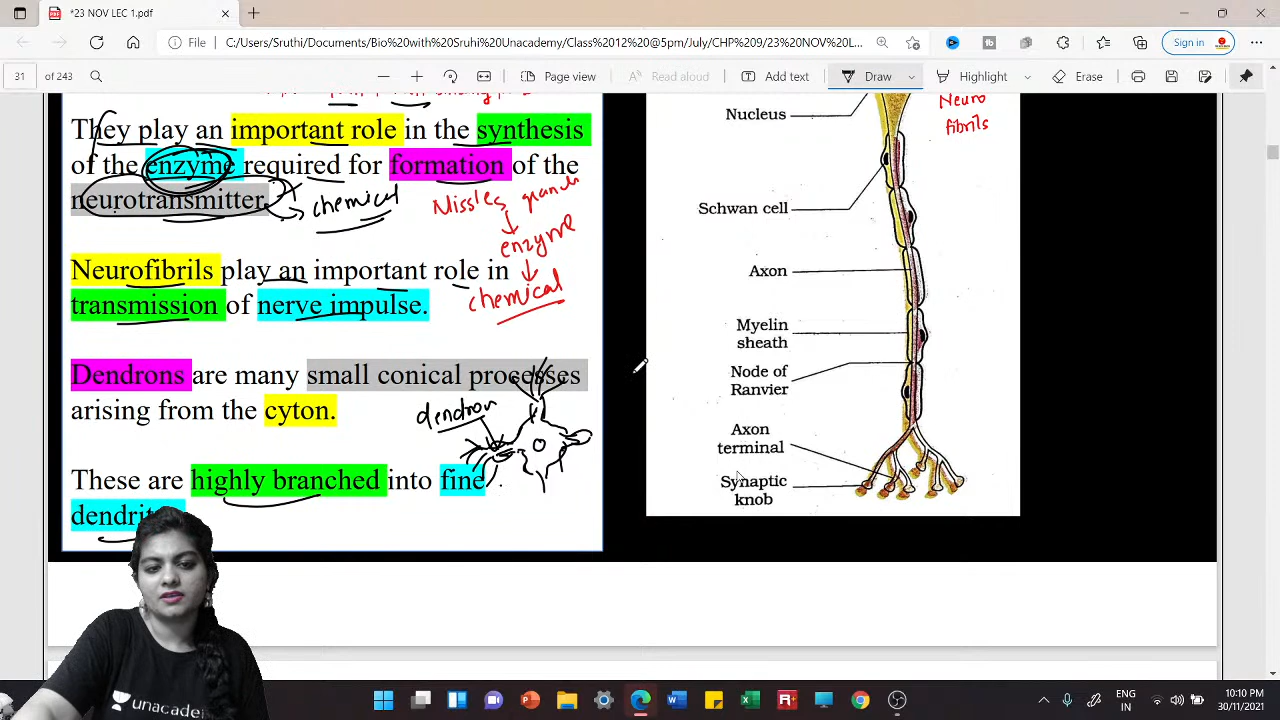 *23 NOV LEC 1.pdf
File
C:/Users/Sruthi/Documents/Bio%20with%20Sruhi%20Unacademy/Class%2012%20@5pm/July/CHP%209/23%20NOV%20L...
Sign in
31 of 243
Page view
Read aloud
Add text
Draw
Highlight
Erase
They play an important role in the synthesis
of the enzyme required for formation of the
neurotransmitter.
chemical
Nissles granul
enzyme
chemical
Neurofibrils play an important role in
transmission of nerve impulse.
Dendrons are many small conical processes
arising from the cyton.
dendron
These are highly branched into fine
Nucleus
Neuro
fibrils
Schwan cell
Axon
Myelin
sheath
Node of
Ranvier
Axon
terminal
Synaptic
knob
unacademy
ENG
IN
10:10 PM
30/11/2021